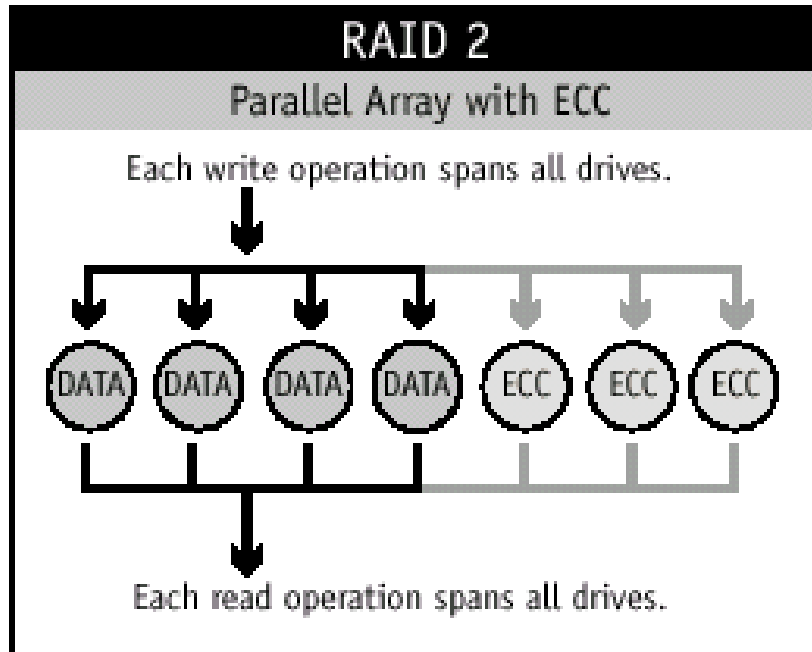 RAID 2
Parallel Array with ECC
Each write operation spans all drives.
DATA DATA DATA DATA ECC ECC ECC
Each read operation spans all drives.